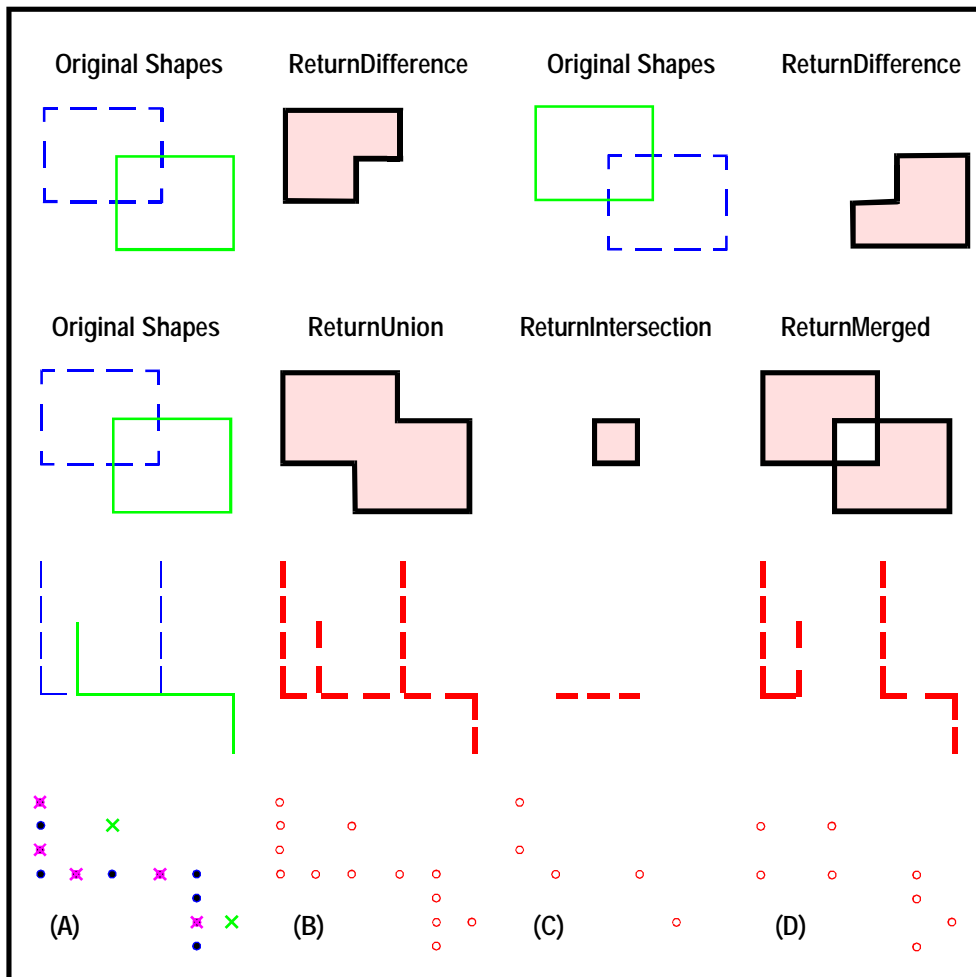 Original Shapes ReturnDifference Original Shapes ReturnDifference
Original Shapes ReturnUnion ReturnIntersection ReturnMerged
(A) (B) (C) (D)